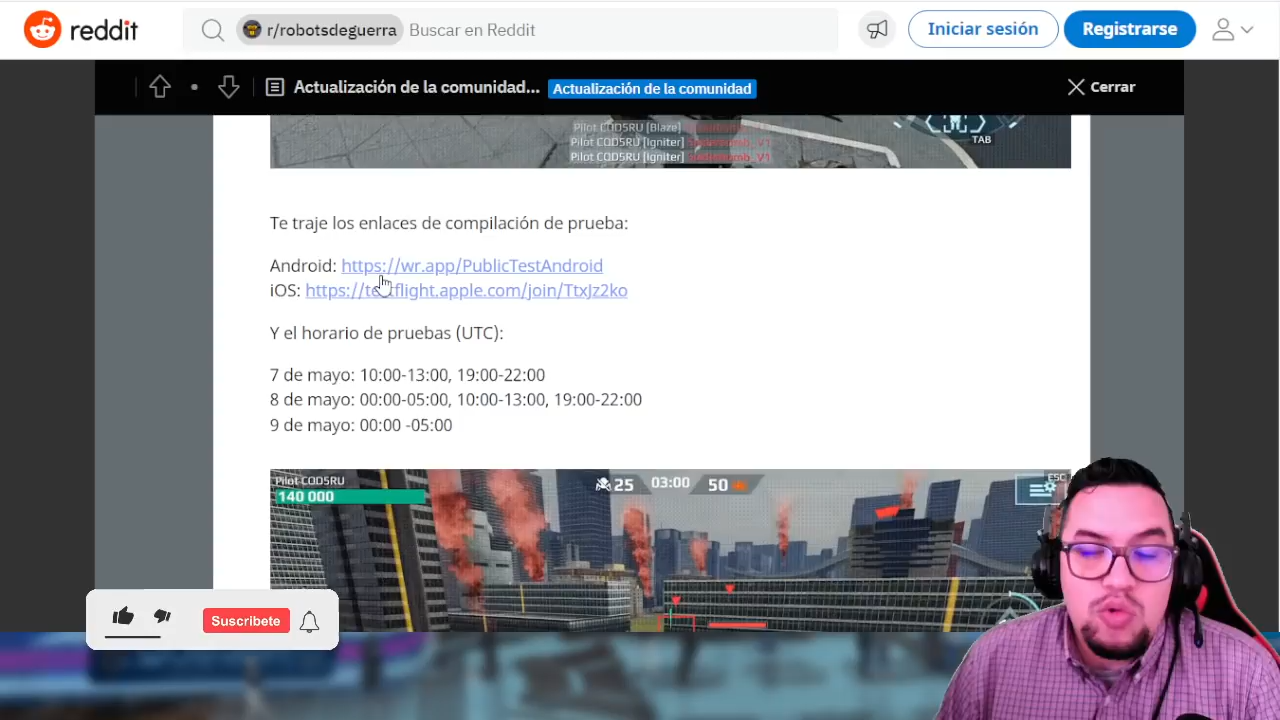 reddit
r/robotsdeguerra Buscar en Reddit
Iniciar sesión
Registrarse
Actualización de la comunidad...
Actualización de la comunidad
Cerrar
Pilot COD5RU [Blaze]
Pilot COD5RU [Igniter]
Pilot COD5RU [Igniter]
TAB
Te traje los enlaces de compilación de prueba:
Android: https://wr.app/PublicTestAndroid
iOS: https://testflight.apple.com/join/TtxJz2ko
Y el horario de pruebas (UTC):
7 de mayo: 10:00-13:00, 19:00-22:00
8 de mayo: 00:00-05:00, 10:00-13:00, 19:00-22:00
9 de mayo: 00:00 -05:00
Pilot COD5RU
140 000
25 03:00 50
ESC
Suscribete